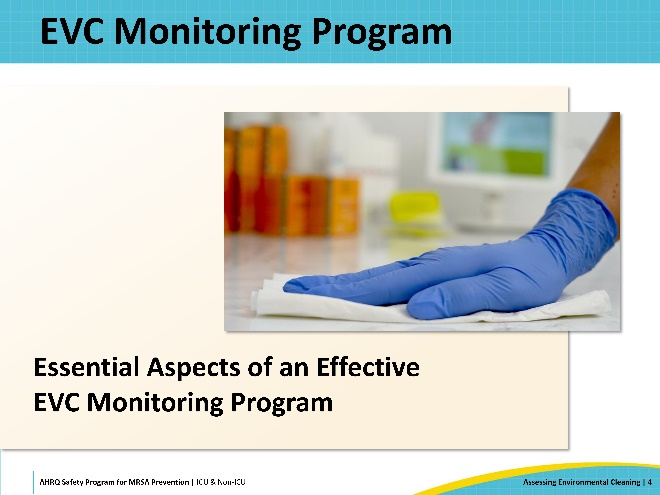 EVC Monitoring Program
Essential Aspects of an Effective
EVC Monitoring Program
AHRQ Safety Program for MRSA Prevention | ICU & Non-ICU
Assessing Environmental Cleaning | 4